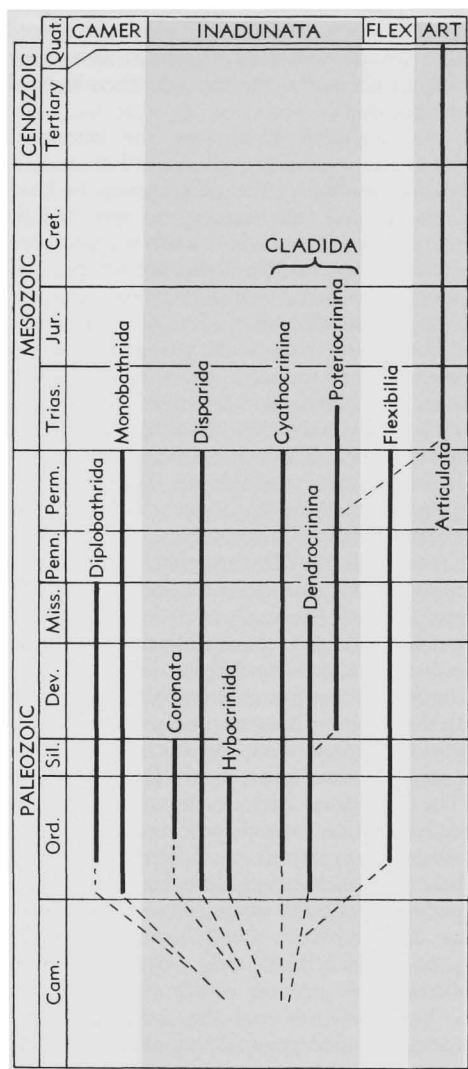 CAMER INADUNATA FLEX ART
CENOZOIC
Quat.
Tertiary
MESOZOIC
Cret.
Jur.
Trias.
PALEOZOIC
Perm.
Penn.
Miss.
Dev.
Sil.
Ord.
Cam.
CLADIDA
Diplobathrida
Monobathrida
Coronata
Disparida
Hybocrinida
Cyathocrinina
Dendrocrinina
Poteriocrinina
Flexibilia
Articulata